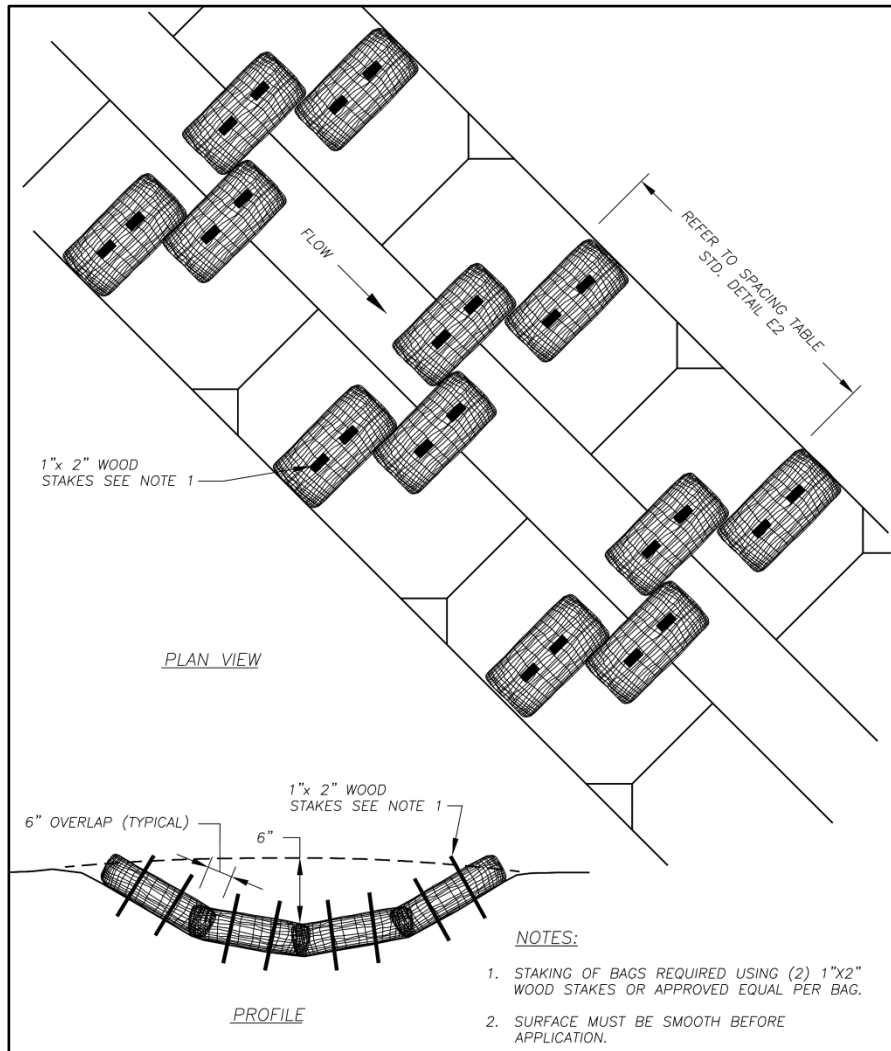 REFER TO SPACING TABLE
STD. DETAIL E2
FLOW
1"x 2" WOOD
STAKES SEE NOTE 1
PLAN VIEW
1"x 2" WOOD
STAKES SEE NOTE 1
6" OVERLAP (TYPICAL)
6"
PROFILE
NOTES:
1. STAKING OF BAGS REQUIRED USING (2) 1"X2"
WOOD STAKES OR APPROVED EQUAL PER BAG.
2. SURFACE MUST BE SMOOTH BEFORE
APPLICATION.